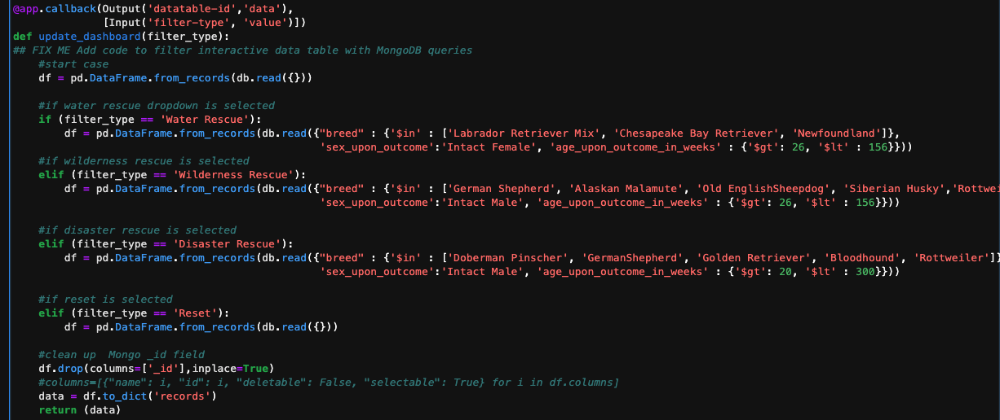 @app.callback(Output('datatable-id','data'),
              [Input('filter-type', 'value')])
def update_dashboard(filter_type):
## FIX ME Add code to filter interactive data table with MongoDB queries
    #start case
    df = pd.DataFrame.from_records(db.read({}))
    #if water rescue dropdown is selected
    if (filter_type == 'Water Rescue'):
        df = pd.DataFrame.from_records(db.read({"breed" : {'$in' : ['Labrador Retriever Mix', 'Chesapeake Bay Retriever', 'Newfoundland']},
                                                'sex_upon_outcome':'Intact Female', 'age_upon_outcome_in_weeks' : {'$gt': 26, '$lt' : 156}}))
    #if wilderness rescue is selected
    elif (filter_type == 'Wilderness Rescue'):
        df = pd.DataFrame.from_records(db.read({"breed" : {'$in' : ['German Shepherd', 'Alaskan Malamute', 'Old EnglishSheepdog', 'Siberian Husky','Rottwei
                                                'sex_upon_outcome':'Intact Male', 'age_upon_outcome_in_weeks' : {'$gt': 26, '$lt' : 156}}))
    #if disaster rescue is selected
    elif (filter_type == 'Disaster Rescue'):
        df = pd.DataFrame.from_records(db.read({"breed" : {'$in' : ['Doberman Pinscher', 'GermanShepherd', 'Golden Retriever', 'Bloodhound', 'Rottweiler']}
                                                'sex_upon_outcome':'Intact Male', 'age_upon_outcome_in_weeks' : {'$gt': 20, '$lt' : 300}}))
    #if reset is selected
    elif (filter_type == 'Reset'):
        df = pd.DataFrame.from_records(db.read({}))
    #clean up  Mongo _id field
    df.drop(columns=['_id'],inplace=True)
    #columns=[{"name": i, "id": i, "deletable": False, "selectable": True} for i in df.columns]
    data = df.to_dict('records')
    return (data)